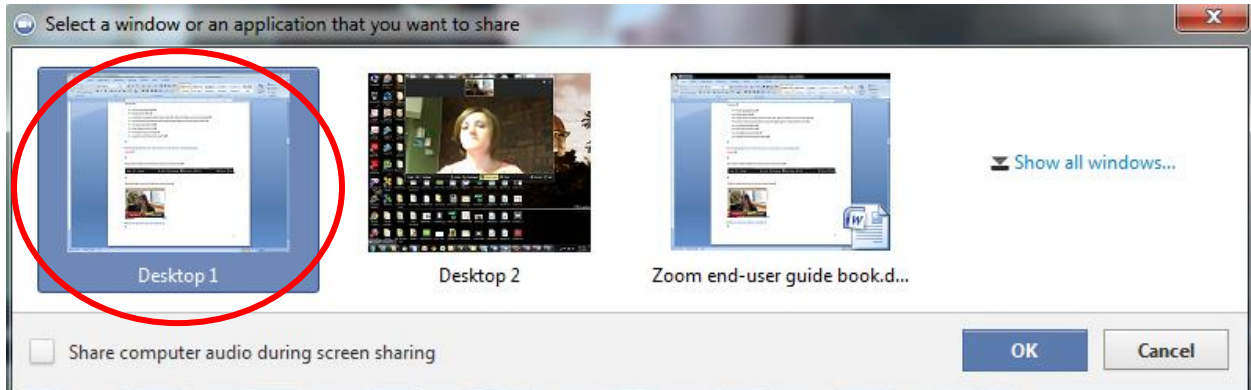 Select a window or an application that you want to share
Desktop 1
Desktop 2
Zoom end-user guide book.d...
Show all windows...
Share computer audio during screen sharing
OK
Cancel